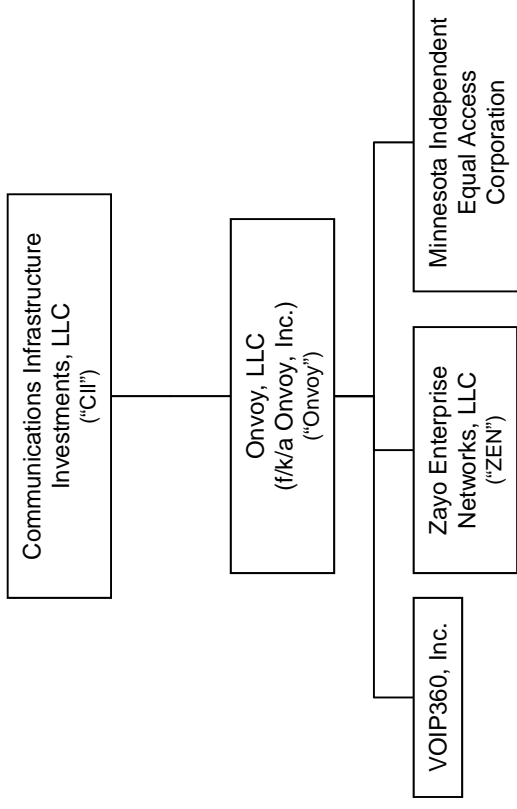 Communications Infrastructure
Investments, LLC
("CII")
Onvoy, LLC
(f/k/a Onvoy, Inc.)
("Onvoy")
VOIP360, Inc.
Zayo Enterprise
Networks, LLC
("ZEN")
Minnesota Independent
Equal Access
Corporation